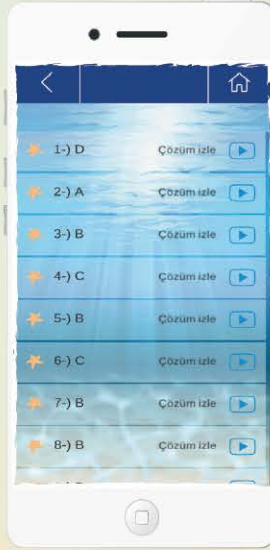 1-) D Çözüm izle
2-) A Çözüm izle
3-) B Çözüm izle
4-) C Çözüm izle
5-) B Çözüm izle
6-) C Çözüm izle
7-) B Çözüm izle
8-) B Çözüm izle